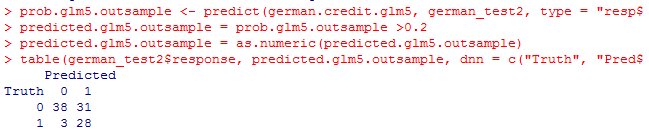 > prob.glm5.outsample <- predict(german.credit.glm5, german_test2, type = "resp$
> predicted.glm5.outsample = prob.glm5.outsample >0.2
> predicted.glm5.outsample = as.numeric(predicted.glm5.outsample)
> table(german_test2$response, predicted.glm5.outsample, dnn = c("Truth", "Pred$
     Predicted
Truth  0  1
    0 38 31
    1  3 28